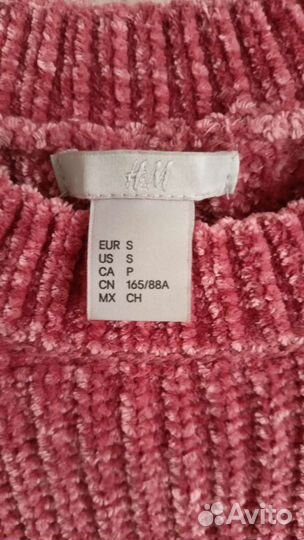 H&M
EUR S
US S
CA P
CN 165/88A
MX CH
Avito